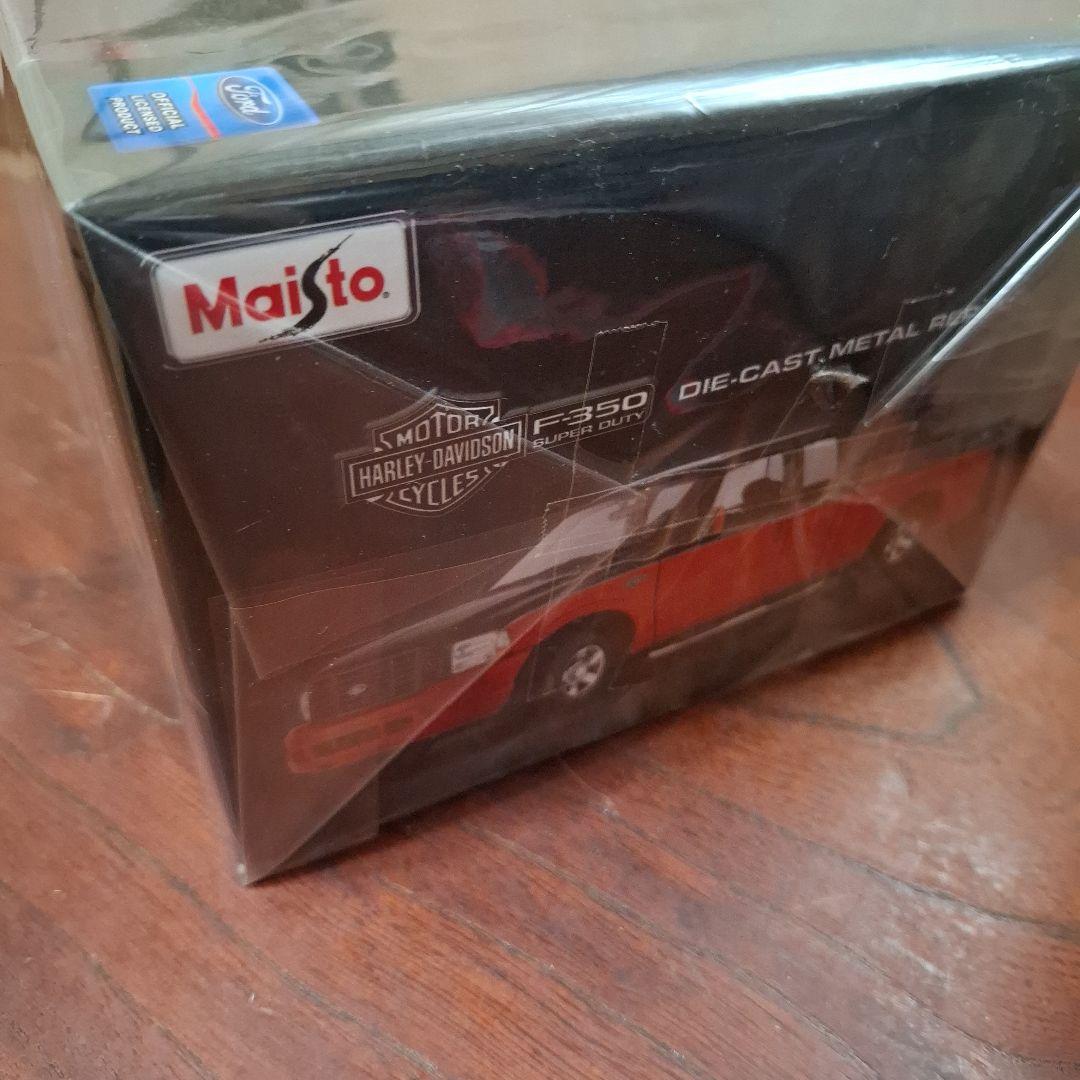 Ford
OFFICIAL
LICENSED
PRODUCT
Maisto
MOTOR
HARLEY-DAVIDSON
CYCLES
F-350
SUPER DUTY
DIE-CAST METAL